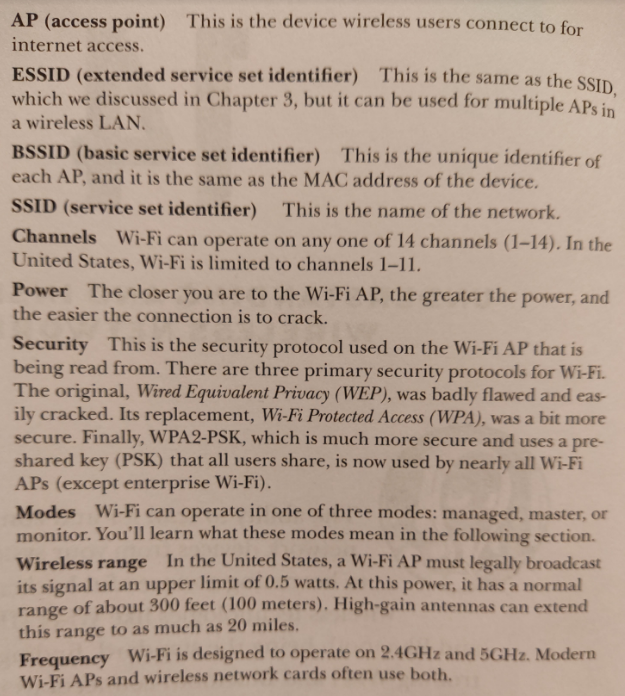 AP (access point) This is the device wireless users connect to for
internet access.
ESSID (extended service set identifier) This is the same as the SSID,
which we discussed in Chapter 3, but it can be used for multiple APs in
a wireless LAN.
BSSID (basic service set identifier) This is the unique identifier of
each AP, and it is the same as the MAC address of the device.
SSID (service set identifier) This is the name of the network.
Channels Wi-Fi can operate on any one of 14 channels (1–14). In the
United States, Wi-Fi is limited to channels 1–11.
Power The closer you are to the Wi-Fi AP, the greater the power, and
the easier the connection is to crack.
Security This is the security protocol used on the Wi-Fi AP that is
being read from. There are three primary security protocols for Wi-Fi.
The original, Wired Equivalent Privacy (WEP), was badly flawed and eas-
ily cracked. Its replacement, Wi-Fi Protected Access (WPA), was a bit more
secure. Finally, WPA2-PSK, which is much more secure and uses a pre-
shared key (PSK) that all users share, is now used by nearly all Wi-Fi
APs (except enterprise Wi-Fi).
Modes Wi-Fi can operate in one of three modes: managed, master, or
monitor. You'll learn what these modes mean in the following section.
Wireless range In the United States, a Wi-Fi AP must legally broadcast
its signal at an upper limit of 0.5 watts. At this power, it has a normal
range of about 300 feet (100 meters). High-gain antennas can extend
this range to as much as 20 miles.
Frequency Wi-Fi is designed to operate on 2.4GHz and 5GHz. Modern
Wi-Fi APs and wireless network cards often use both.